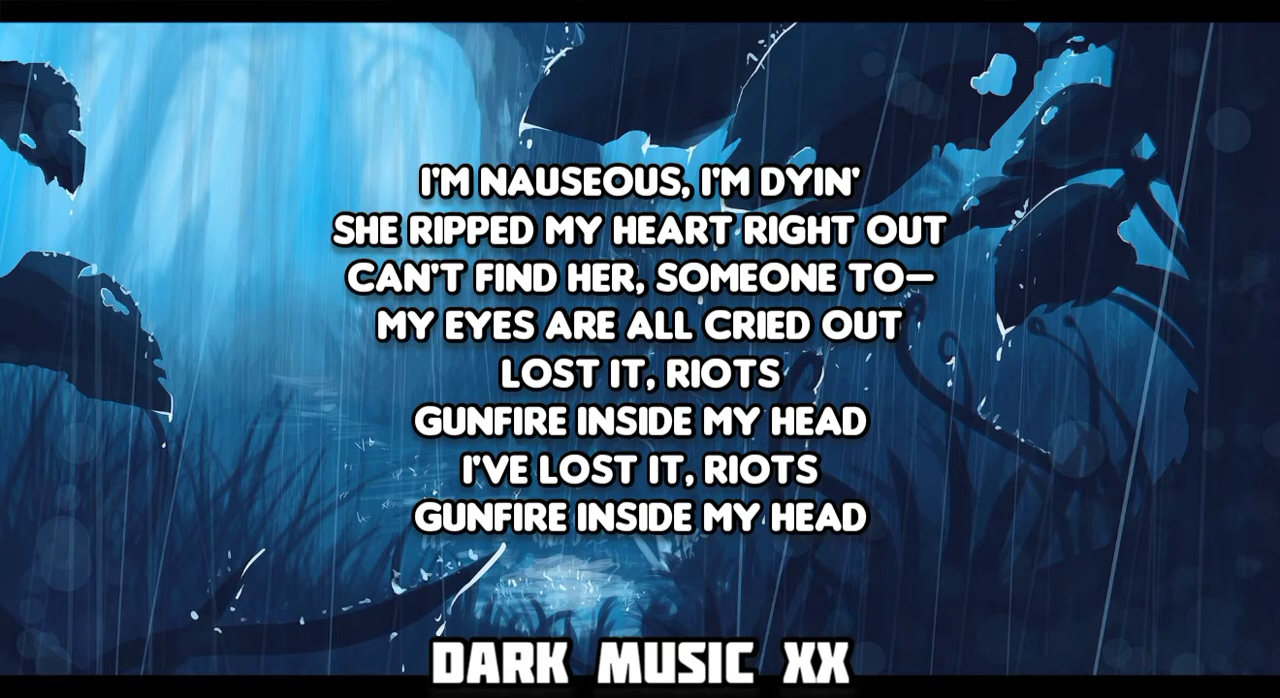 I'M NAUSEOUS, I'M DYIN'
SHE RIPPED MY HEART RIGHT OUT
CAN'T FIND HER, SOMEONE TO—
MY EYES ARE ALL CRIED OUT
LOST IT, RIOTS
GUNFIRE INSIDE MY HEAD
I'VE LOST IT, RIOTS
GUNFIRE INSIDE MY HEAD
DARK MUSIC XX